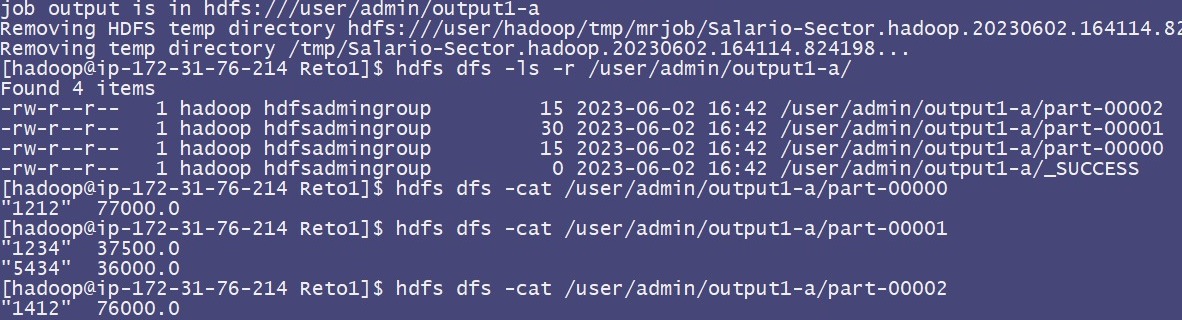 job output is in hdfs:///user/admin/output1-a
Removing HDFS temp directory hdfs:///user/hadoop/tmp/mrjob/Salario-Sector.hadoop.20230602.164114.82
Removing temp directory /tmp/Salario-Sector.hadoop.20230602.164114.824198...
[hadoop@ip-172-31-76-214 Reto1]$ hdfs dfs -ls -r /user/admin/output1-a/
Found 4 items
-rw-r--r--   1 hadoop hdfsadmingroup         15 2023-06-02 16:42 /user/admin/output1-a/part-00002
-rw-r--r--   1 hadoop hdfsadmingroup         30 2023-06-02 16:42 /user/admin/output1-a/part-00001
-rw-r--r--   1 hadoop hdfsadmingroup         15 2023-06-02 16:42 /user/admin/output1-a/part-00000
-rw-r--r--   1 hadoop hdfsadmingroup          0 2023-06-02 16:42 /user/admin/output1-a/_SUCCESS
[hadoop@ip-172-31-76-214 Reto1]$ hdfs dfs -cat /user/admin/output1-a/part-00000
"1212"  77000.0
[hadoop@ip-172-31-76-214 Reto1]$ hdfs dfs -cat /user/admin/output1-a/part-00001
"1234"  37500.0
"5434"  36000.0
[hadoop@ip-172-31-76-214 Reto1]$ hdfs dfs -cat /user/admin/output1-a/part-00002
"1412"  76000.0